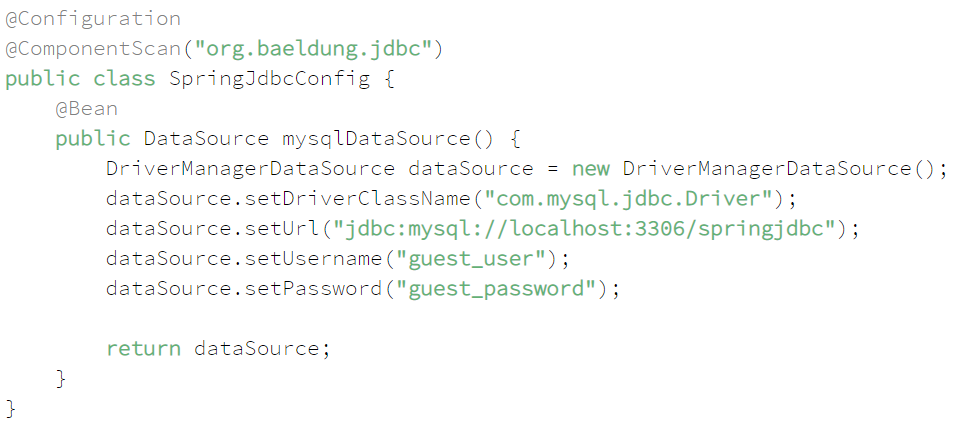 @Configuration
@ComponentScan("org.baeldung.jdbc")
public class SpringJdbcConfig {
    @Bean
    public DataSource mysqlDataSource() {
        DriverManagerDataSource dataSource = new DriverManagerDataSource();
        dataSource.setDriverClassName("com.mysql.jdbc.Driver");
        dataSource.setUrl("jdbc:mysql://localhost:3306/springjdbc");
        dataSource.setUsername("guest_user");
        dataSource.setPassword("guest_password");

        return dataSource;
    }
}